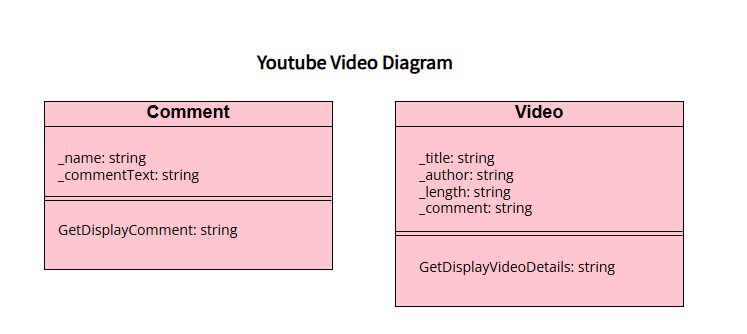 Youtube Video Diagram
Comment
_name: string
_commentText: string
GetDisplayComment: string
Video
_title: string
_author: string
_length: string
_comment: string
GetDisplayVideoDetails: string